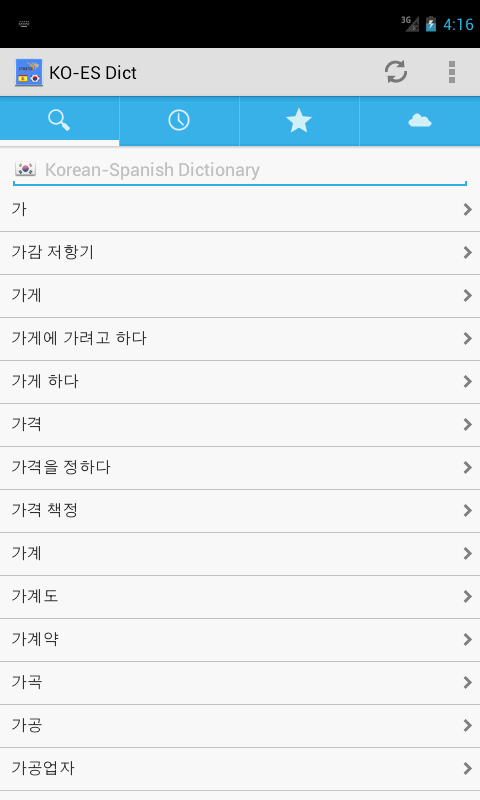 3G 4:16
KO-ES Dict
Korean-Spanish Dictionary
가
가감 저항기
가게
가게에 가려고 하다
가게 하다
가격
가격을 정하다
가격 책정
가계
가계도
가계약
가곡
가공
가공업자